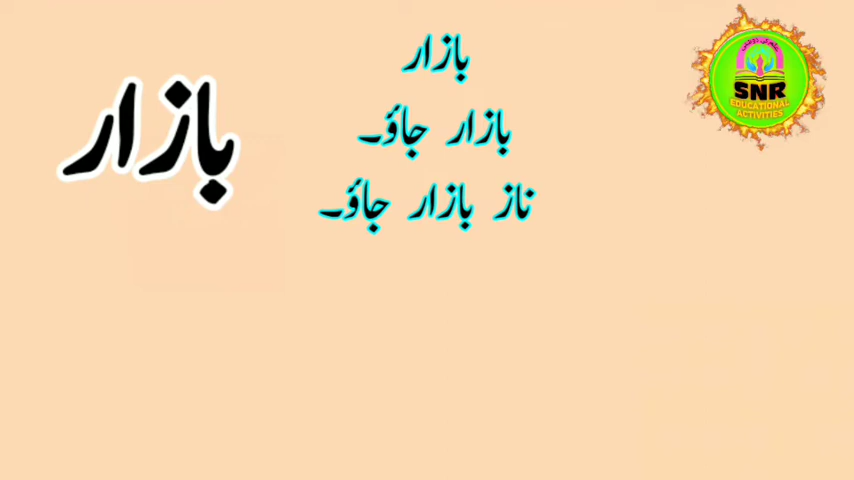 بازار
بازار
بازار جاؤ۔
ناز بازار جاؤ۔
SNR
EDUCATIONAL
ACTIVITIES